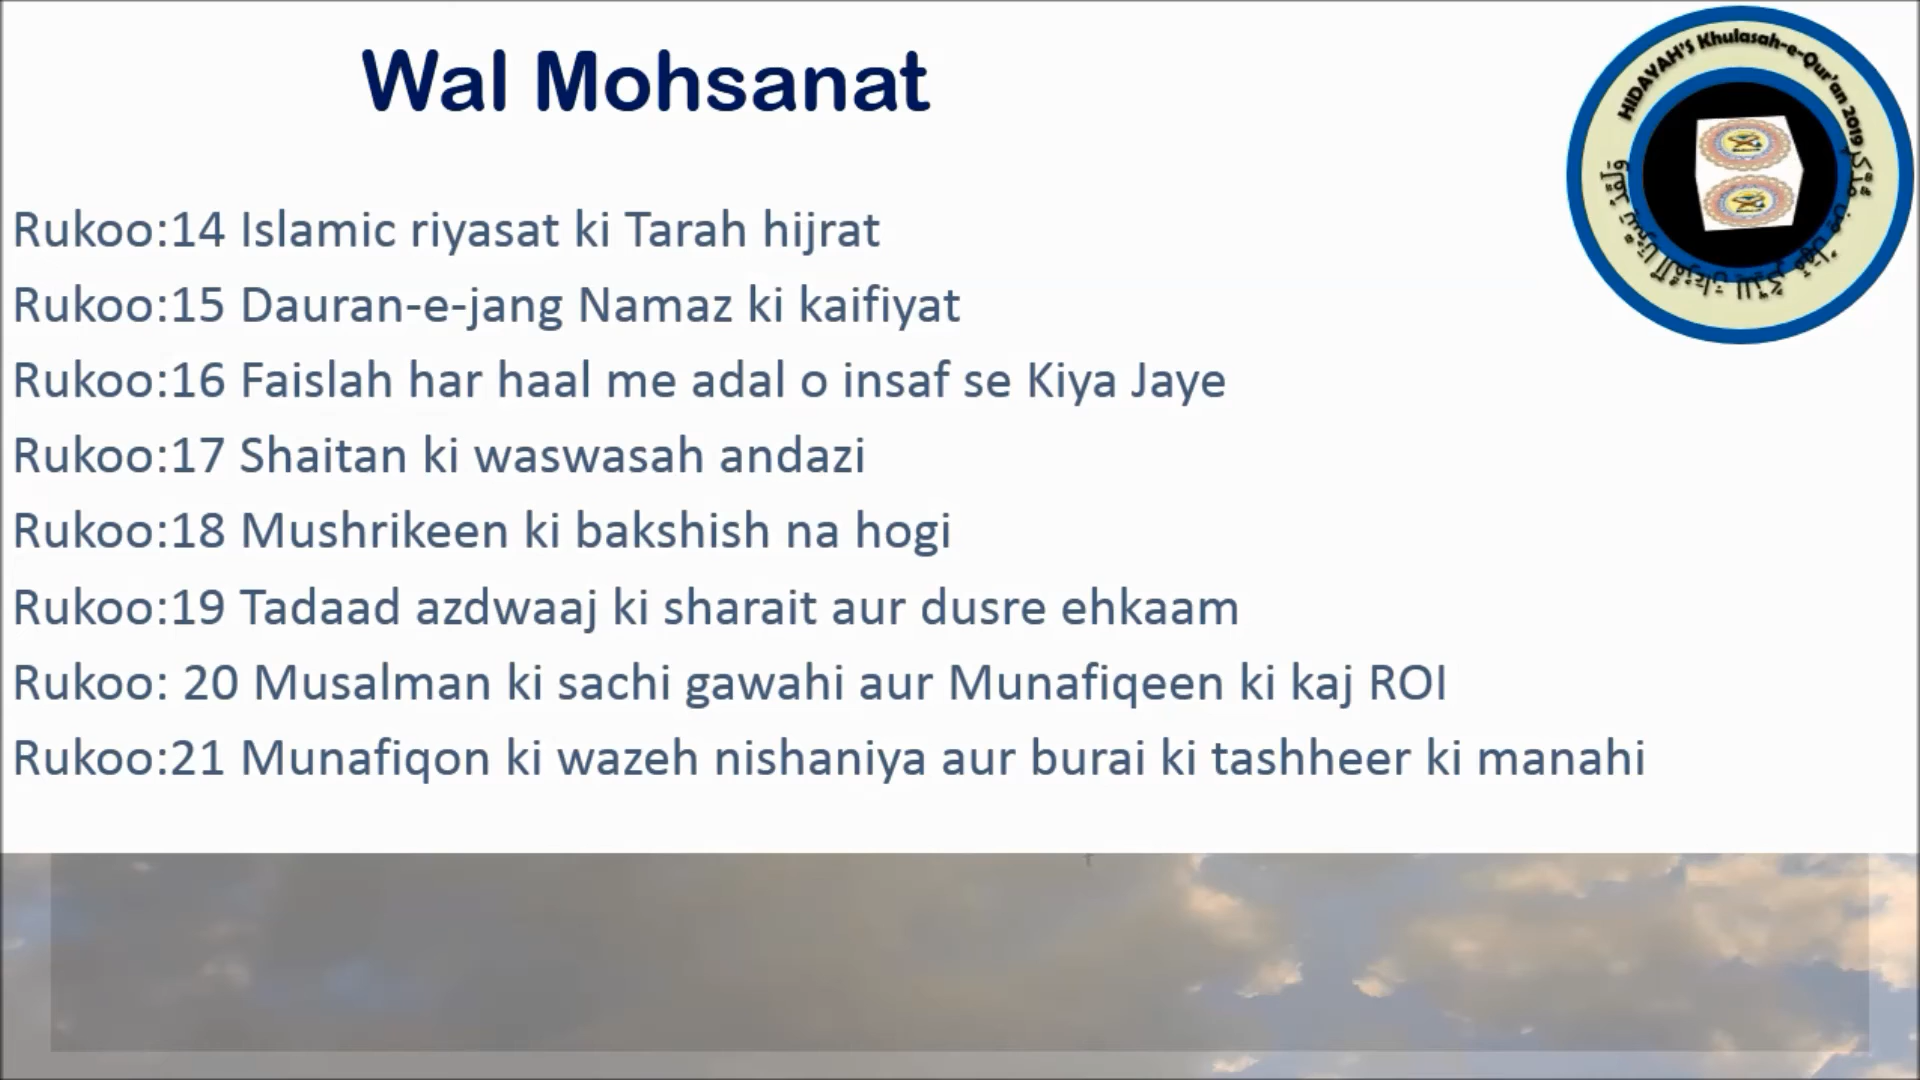 Wal Mohsanat
HIDAYAH'S Khulasah-e-Qur'an 2019
وَلَقَدْ يَسَّرْنَا الْقُرْآنَ لِلذِّكْرِ فَهَلْ مِن مُّدَّكِرٍ
Rukoo:14 Islamic riyasat ki Tarah hijrat
Rukoo:15 Dauran-e-jang Namaz ki kaifiyat
Rukoo:16 Faislah har haal me adal o insaf se Kiya Jaye
Rukoo:17 Shaitan ki waswasah andazi
Rukoo:18 Mushrikeen ki bakshish na hogi
Rukoo:19 Tadaad azdwaaj ki sharait aur dusre ehkaam
Rukoo: 20 Musalman ki sachi gawahi aur Munafiqeen ki kaj ROI
Rukoo:21 Munafiqon ki wazeh nishaniya aur burai ki tashheer ki manahi